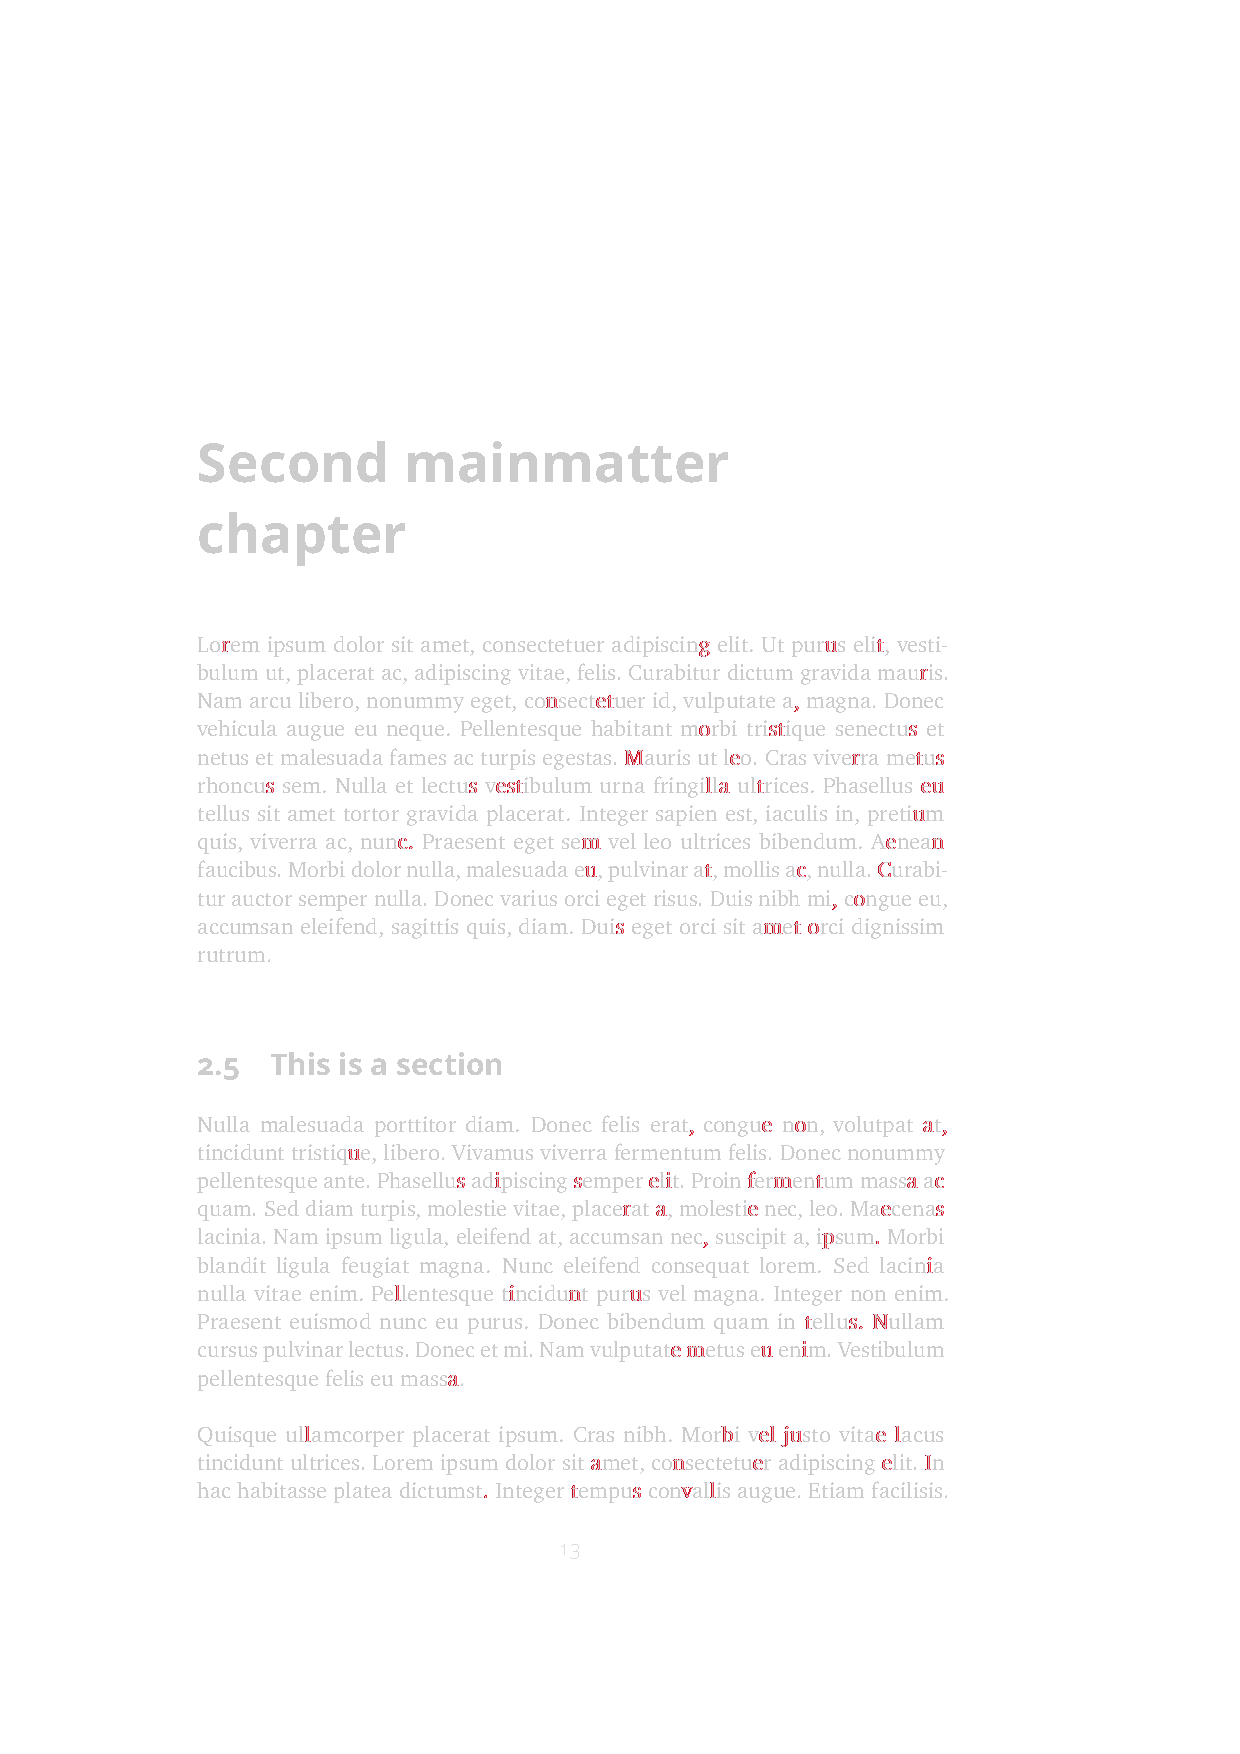 Second mainmatter
chapter
Lorem ipsum dolor sit amet, consectetuer adipiscing elit. Ut purus elit, vesti-
bulum ut, placerat ac, adipiscing vitae, felis. Curabitur dictum gravida mauris.
Nam arcu libero, nonummy eget, consectetuer id, vulputate a, magna. Donec
vehicula augue eu neque. Pellentesque habitant morbi tristique senectus et
netus et malesuada fames ac turpis egestas. Mauris ut leo. Cras viverra metus
rhoncus sem. Nulla et lectus vestibulum urna fringilla ultrices. Phasellus eu
tellus sit amet tortor gravida placerat. Integer sapien est, iaculis in, pretium
quis, viverra ac, nunc. Praesent eget sem vel leo ultrices bibendum. Aenean
faucibus. Morbi dolor nulla, malesuada eu, pulvinar at, mollis ac, nulla. Curabi-
tur auctor semper nulla. Donec varius orci eget risus. Duis nibh mi, congue eu,
accumsan eleifend, sagittis quis, diam. Duis eget orci sit amet orci dignissim
rutrum.
2.5 This is a section
Nulla malesuada porttitor diam. Donec felis erat, congue non, volutpat at,
tincidunt tristique, libero. Vivamus viverra fermentum felis. Donec nonummy
pellentesque ante. Phasellus adipiscing semper elit. Proin fermentum massa ac
quam. Sed diam turpis, molestie vitae, placerat a, molestie nec, leo. Maecenas
lacinia. Nam ipsum ligula, eleifend at, accumsan nec, suscipit a, ipsum. Morbi
blandit ligula feugiat magna. Nunc eleifend consequat lorem. Sed lacinia
nulla vitae enim. Pellentesque tincidunt purus vel magna. Integer non enim.
Praesent euismod nunc eu purus. Donec bibendum quam in tellus. Nullam
cursus pulvinar lectus. Donec et mi. Nam vulputate metus eu enim. Vestibulum
pellentesque felis eu massa.
Quisque ullamcorper placerat ipsum. Cras nibh. Morbi vel justo vitae lacus
tincidunt ultrices. Lorem ipsum dolor sit amet, consectetuer adipiscing elit. In
hac habitasse platea dictumst. Integer tempus convallis augue. Etiam facilisis.
13